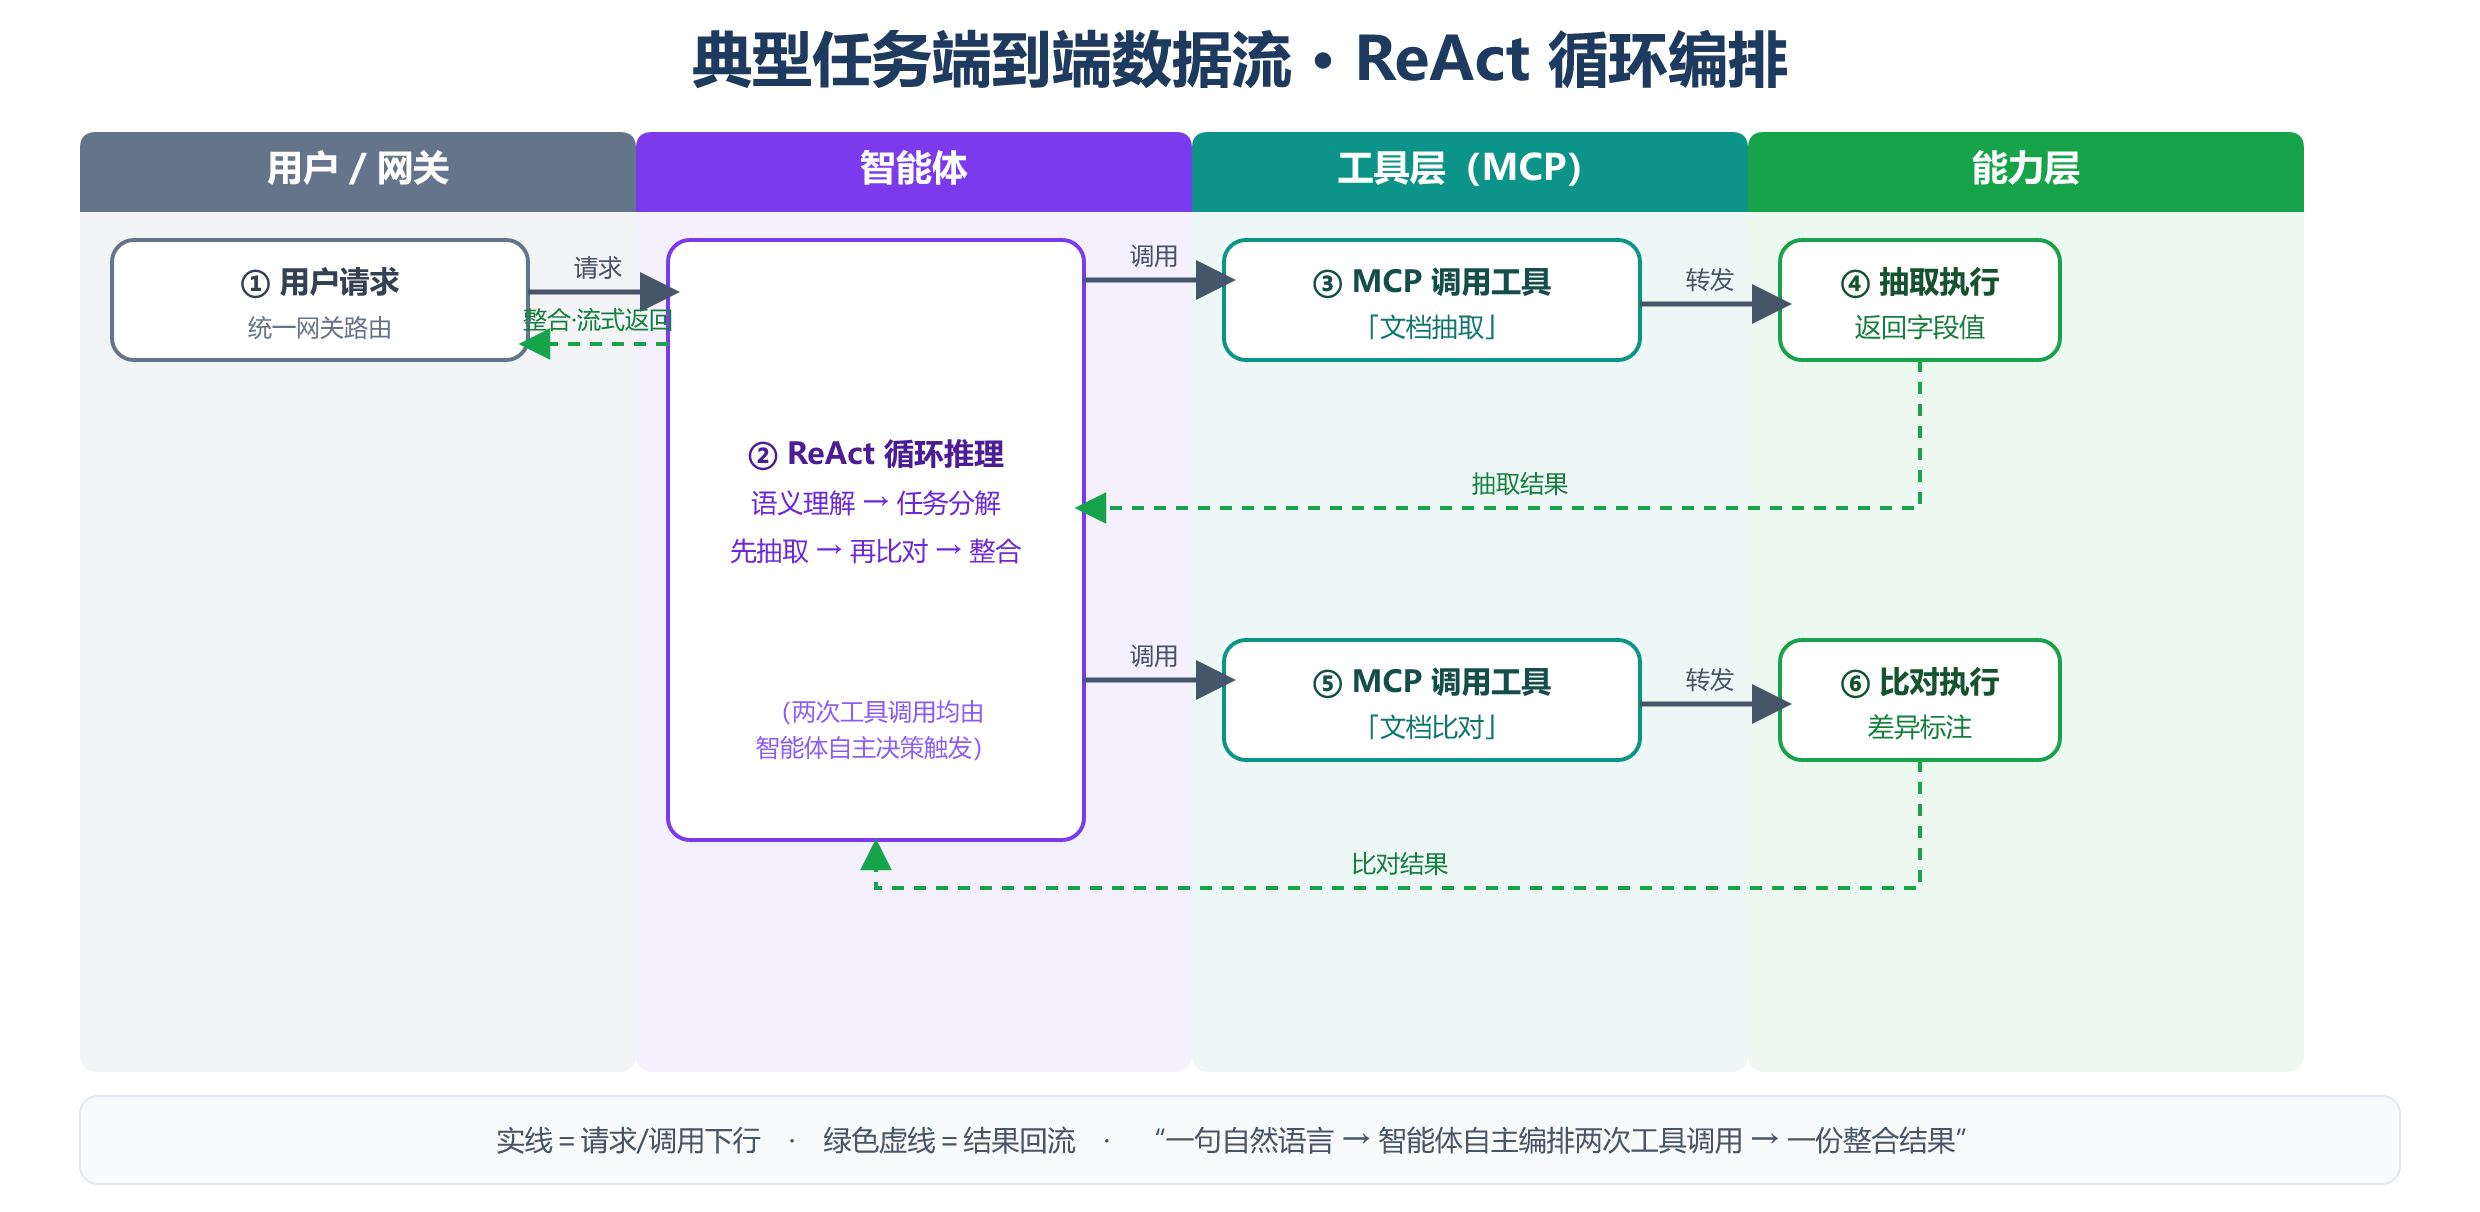 典型任务端到端数据流 · ReAct 循环编排
用户 / 网关
智能体
工具层（MCP）
能力层
① 用户请求
统一网关路由
请求
整合·流式返回
② ReAct 循环推理
语义理解 → 任务分解
先抽取 → 再比对 → 整合
（两次工具调用均由
智能体自主决策触发）
调用
③ MCP 调用工具
「文档抽取」
转发
④ 抽取执行
返回字段值
抽取结果
调用
⑤ MCP 调用工具
「文档比对」
转发
⑥ 比对执行
差异标注
比对结果
实线 = 请求/调用下行 · 绿色虚线 = 结果回流 · “一句自然语言 → 智能体自主编排两次工具调用 → 一份整合结果”